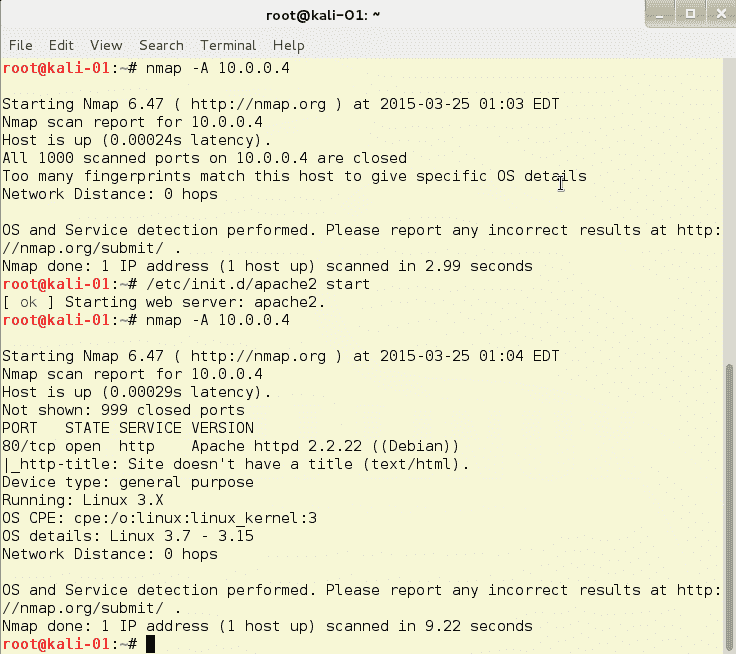 root@kali-01: ~
File Edit View Search Terminal Help
root@kali-01:~# nmap -A 10.0.0.4
Starting Nmap 6.47 ( http://nmap.org ) at 2015-03-25 01:03 EDT
Nmap scan report for 10.0.0.4
Host is up (0.00024s latency).
All 1000 scanned ports on 10.0.0.4 are closed
Too many fingerprints match this host to give specific OS details
Network Distance: 0 hops
OS and Service detection performed. Please report any incorrect results at http:
//nmap.org/submit/ .
Nmap done: 1 IP address (1 host up) scanned in 2.99 seconds
root@kali-01:~# /etc/init.d/apache2 start
[ ok ] Starting web server: apache2.
root@kali-01:~# nmap -A 10.0.0.4
Starting Nmap 6.47 ( http://nmap.org ) at 2015-03-25 01:04 EDT
Nmap scan report for 10.0.0.4
Host is up (0.00029s latency).
Not shown: 999 closed ports
PORT   STATE SERVICE VERSION
80/tcp open  http    Apache httpd 2.2.22 ((Debian))
|_http-title: Site doesn't have a title (text/html).
Device type: general purpose
Running: Linux 3.X
OS CPE: cpe:/o:linux:linux_kernel:3
OS details: Linux 3.7 - 3.15
Network Distance: 0 hops
OS and Service detection performed. Please report any incorrect results at http:
//nmap.org/submit/ .
Nmap done: 1 IP address (1 host up) scanned in 9.22 seconds
root@kali-01:~#